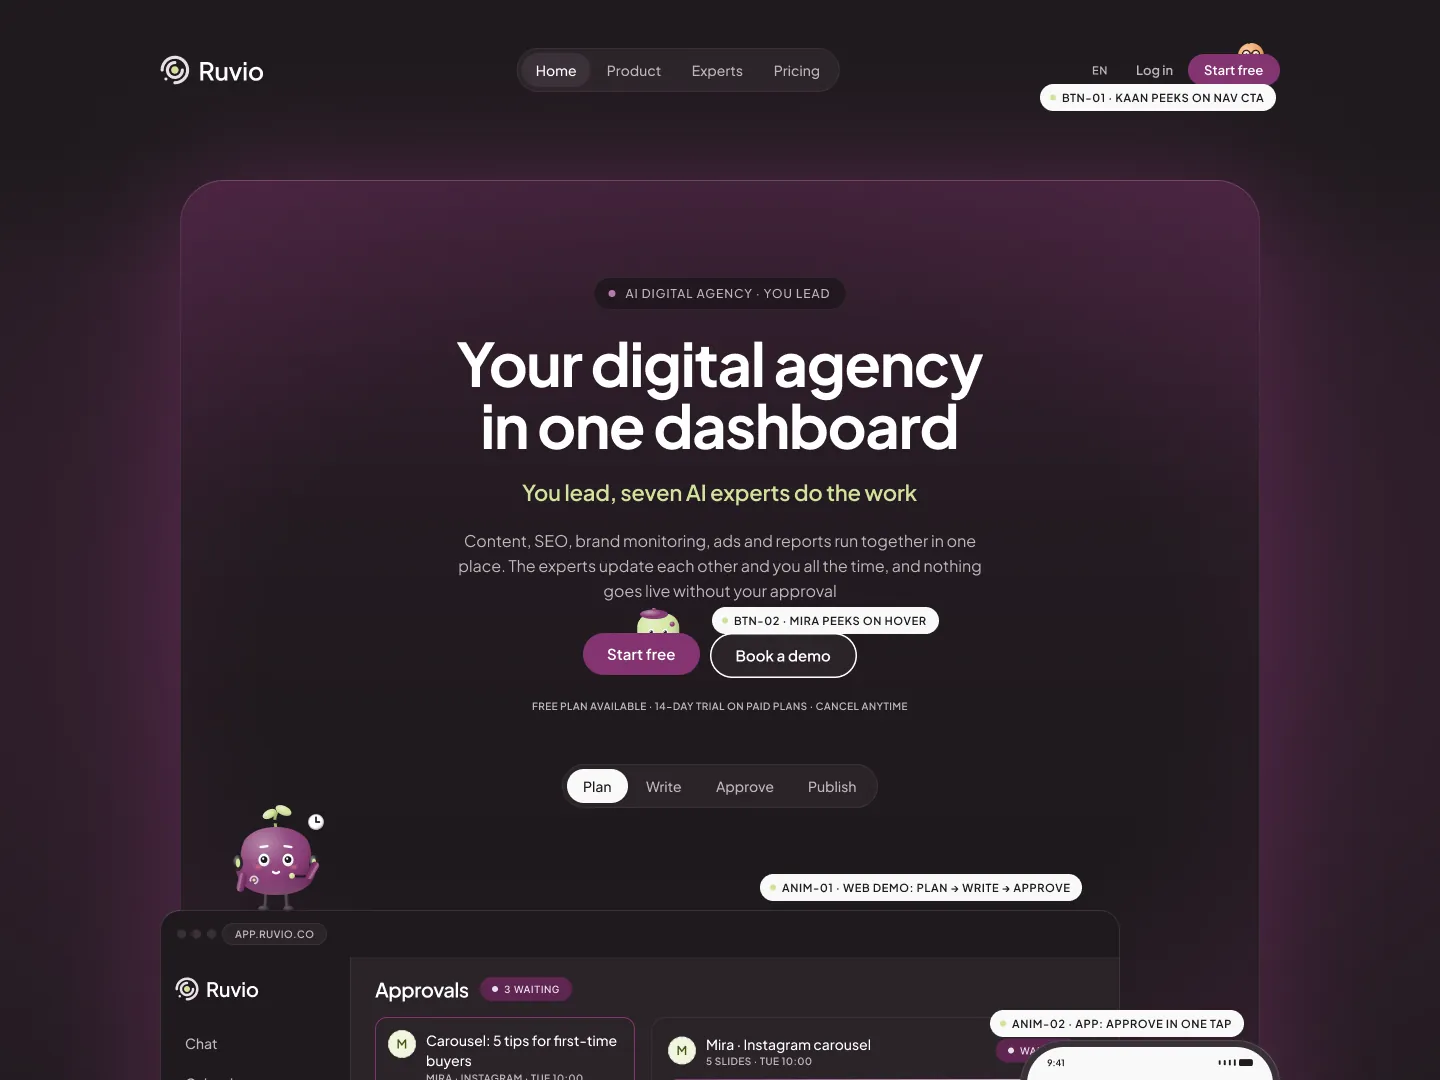 Ruvio
Home
Product
Experts
Pricing
EN
Log in
Start free
BTN-01 · KAAN PEEKS ON NAV CTA
AI DIGITAL AGENCY · YOU LEAD
Your digital agency
in one dashboard
You lead, seven AI experts do the work
Content, SEO, brand monitoring, ads and reports run together in one
place. The experts update each other and you all the time, and nothing
goes live without your approval
BTN-02 · MIRA PEEKS ON HOVER
Start free
Book a demo
FREE PLAN AVAILABLE · 14-DAY TRIAL ON PAID PLANS · CANCEL ANYTIME
Plan
Write
Approve
Publish
ANIM-01 · WEB DEMO: PLAN → WRITE → APPROVE
APP.RUVIO.CO
Ruvio
Approvals
3 WAITING
ANIM-02 · APP: APPROVE IN ONE TAP
Chat
M
Carousel: 5 tips for first-time
buyers
MIRA · INSTAGRAM · TUE 10:00
M
Mira · Instagram carousel
5 SLIDES · TUE 10:00
9:41